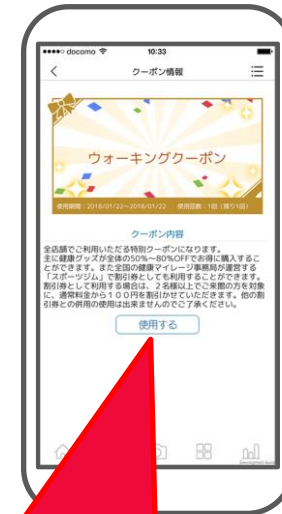 docomo 10:33
クーポン情報
ウォーキングクーポン
使用期間：2018/01/22~2018/01/22 使用回数：1回（残り1回）
クーポン内容
全店舗でご利用いただる特別クーポンになります。
主に健康グッズが全体の50%~80%OFFでお得に購入するこ
とができます。また全国の健康マイレージ事務局が運営する
「スポーツジム」で割引券としても利用することができます。
割引券として利用する場合は、２名様以上でご来館の方を対象
に、通常料金から１００円を割引かせていただきます。他の割
引券との併用の使用は出来ませんのでご了承ください。
使用する
Development Build